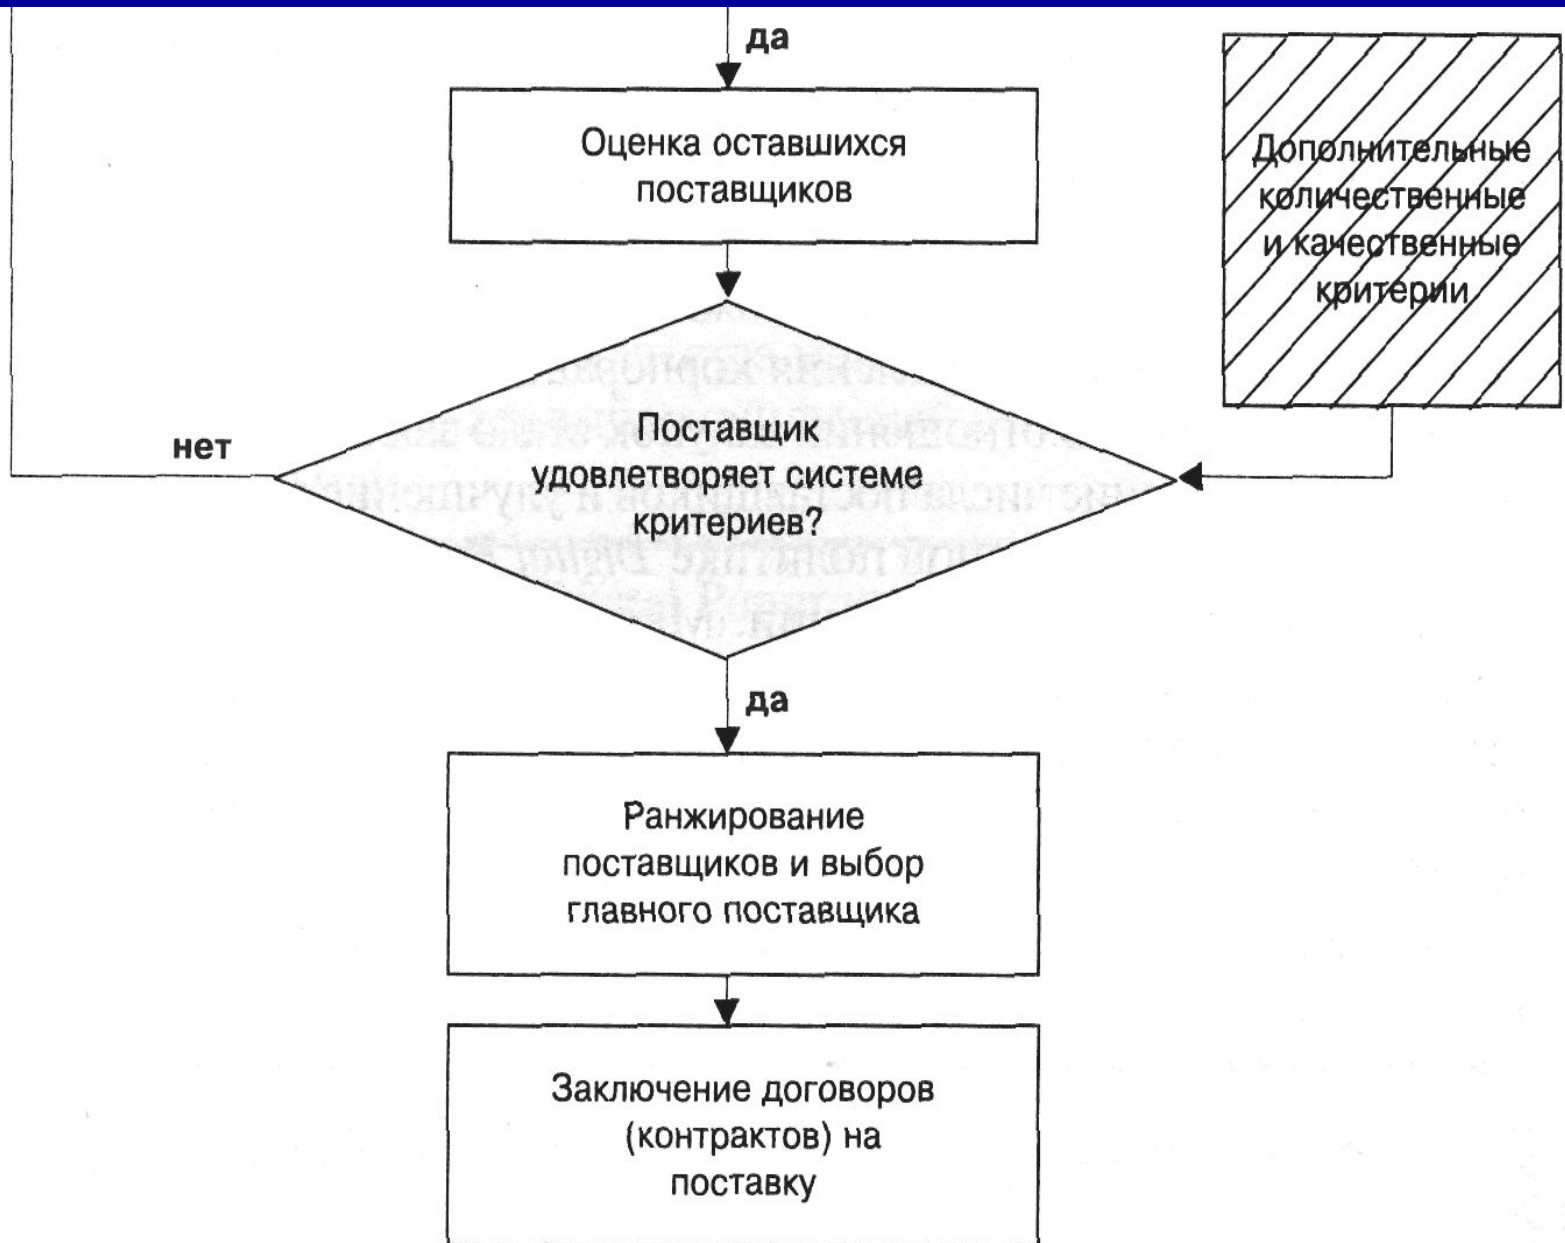 да
Оценка оставшихся
поставщиков
Дополнительные
количественные
и качественные
критерии
нет
Поставщик
удовлетворяет системе
критериев?
да
Ранжирование
поставщиков и выбор
главного поставщика
Заключение договоров
(контрактов) на
поставку